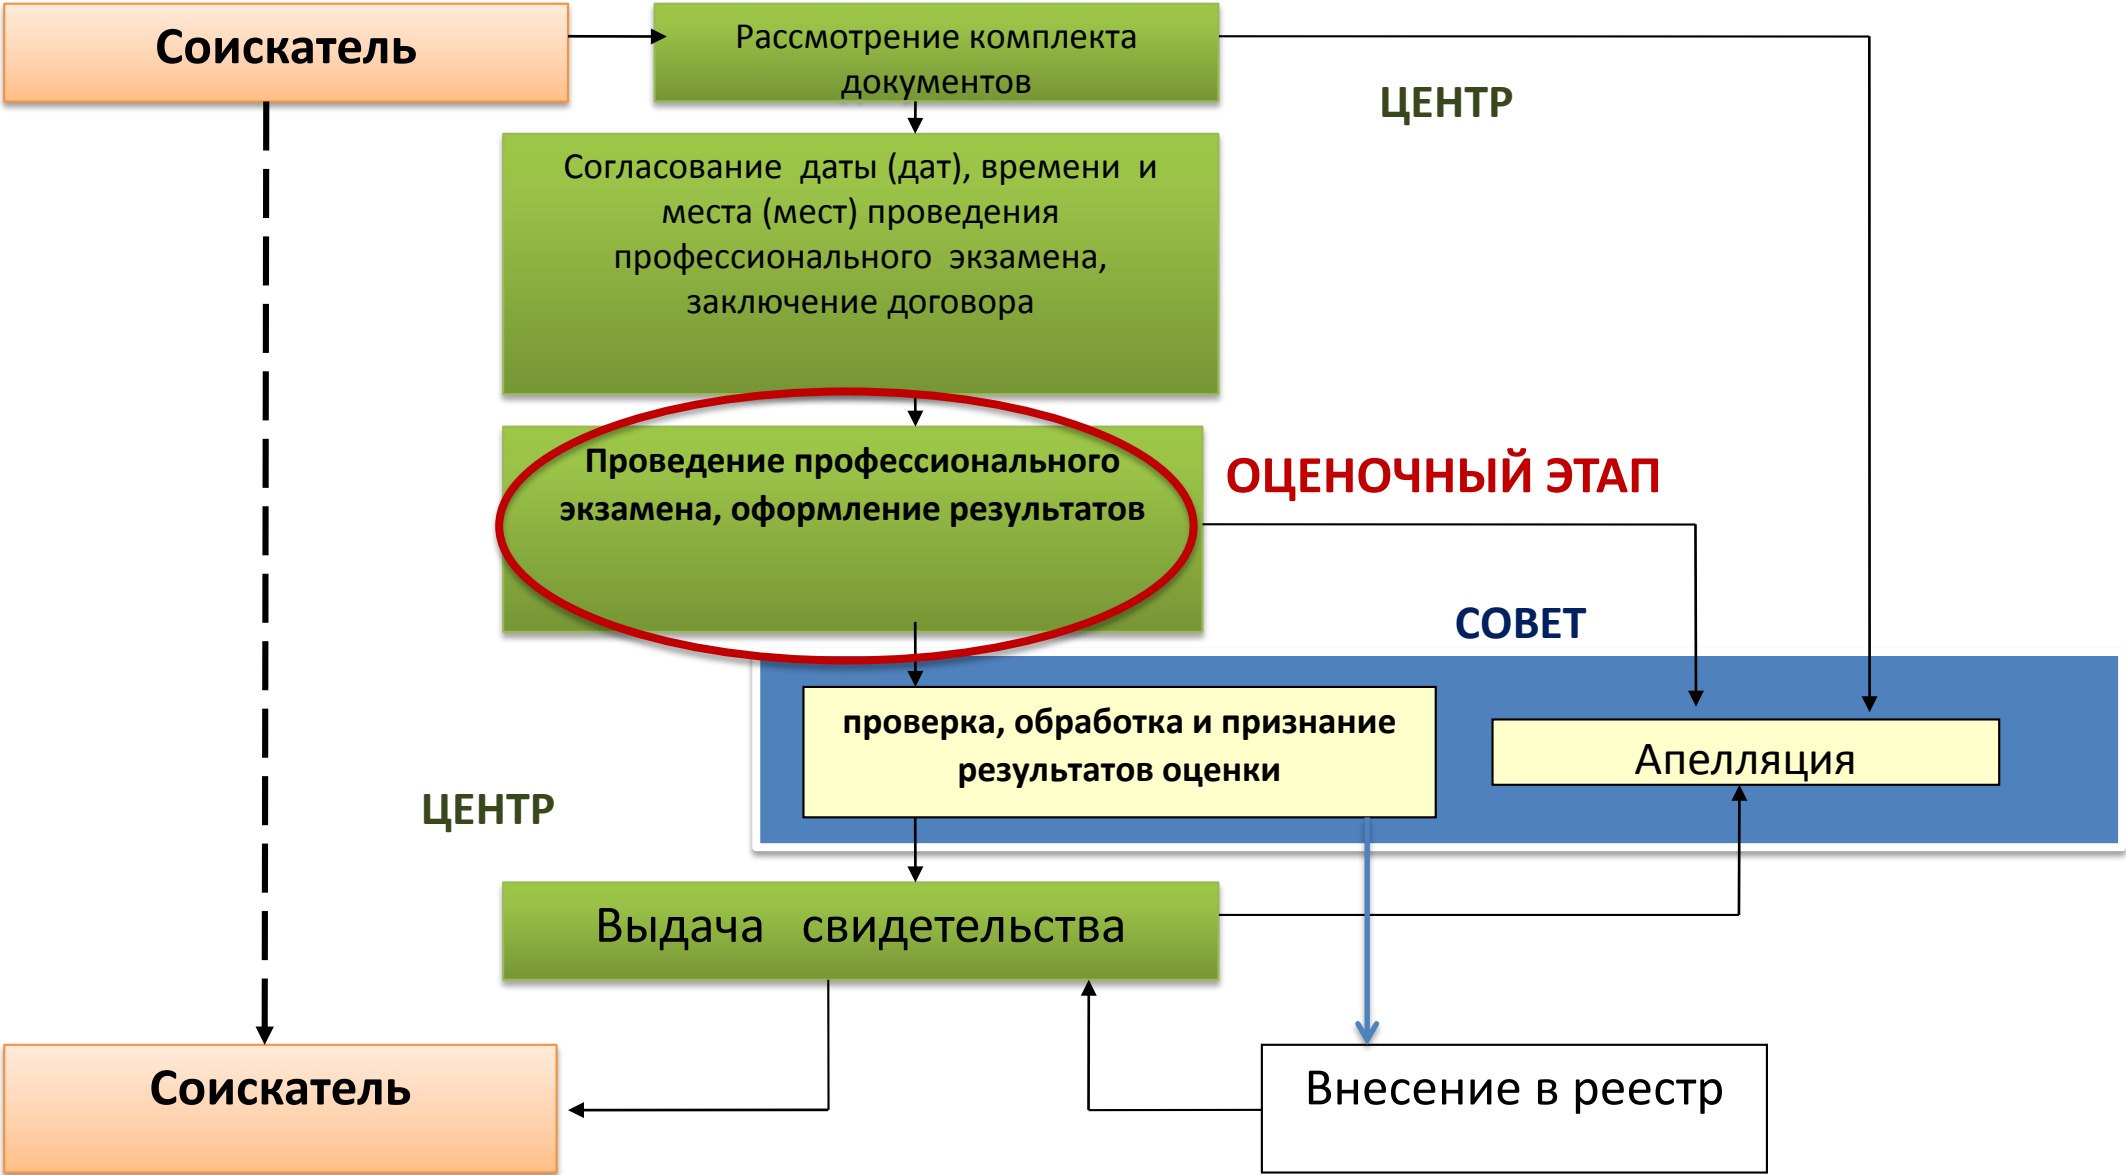 Соискатель
Рассмотрение комплекта
документов
ЦЕНТР
Согласование даты (дат), времени и
места (мест) проведения
профессионального экзамена,
заключение договора
Проведение профессионального
экзамена, оформление результатов
ОЦЕНОЧНЫЙ ЭТАП
СОВЕТ
проверка, обработка и признание
результатов оценки
Апелляция
ЦЕНТР
Выдача свидетельства
Соискатель
Внесение в реестр